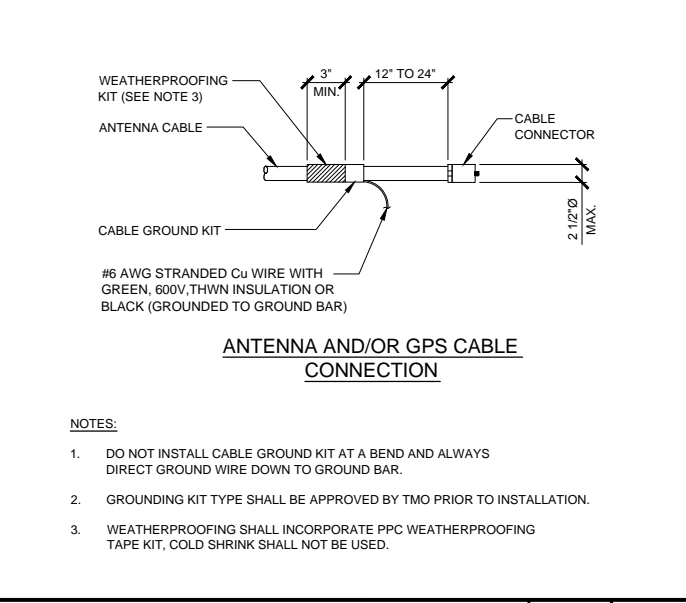 3"
MIN.
12" TO 24"
WEATHERPROOFING
KIT (SEE NOTE 3)
ANTENNA CABLE
CABLE
CONNECTOR
2 1/2"Ø
MAX.
CABLE GROUND KIT
#6 AWG STRANDED Cu WIRE WITH
GREEN, 600V,THWN INSULATION OR
BLACK (GROUNDED TO GROUND BAR)
ANTENNA AND/OR GPS CABLE
CONNECTION
NOTES:
1. DO NOT INSTALL CABLE GROUND KIT AT A BEND AND ALWAYS
DIRECT GROUND WIRE DOWN TO GROUND BAR.
2. GROUNDING KIT TYPE SHALL BE APPROVED BY TMO PRIOR TO INSTALLATION.
3. WEATHERPROOFING SHALL INCORPORATE PPC WEATHERPROOFING
TAPE KIT, COLD SHRINK SHALL NOT BE USED.